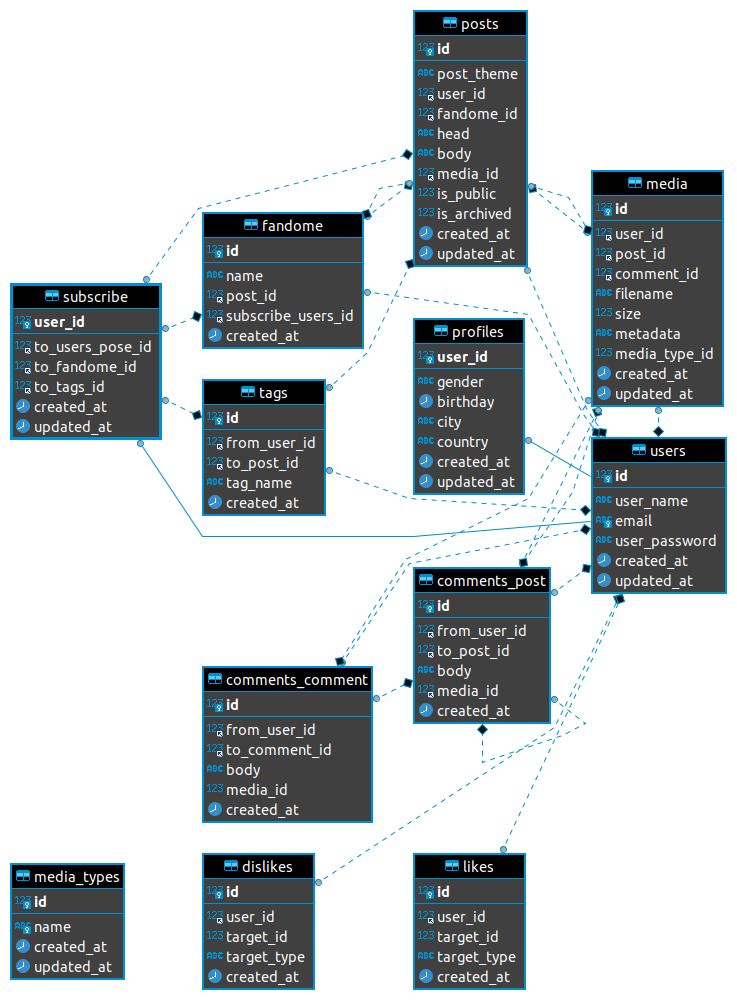 posts
id
post_theme
user_id
fandome_id
head
body
media_id
is_public
is_archived
created_at
updated_at
media
id
user_id
post_id
comment_id
filename
size
metadata
media_type_id
created_at
updated_at
fandome
id
name
post_id
subscribe_users_id
created_at
subscribe
user_id
to_users_pose_id
to_fandome_id
to_tags_id
created_at
updated_at
profiles
user_id
gender
birthday
city
country
created_at
updated_at
tags
id
from_user_id
to_post_id
tag_name
created_at
users
id
user_name
email
user_password
created_at
updated_at
comments_post
id
from_user_id
to_post_id
body
media_id
created_at
comments_comment
id
from_user_id
to_comment_id
body
media_id
created_at
media_types
id
name
created_at
updated_at
dislikes
id
user_id
target_id
target_type
created_at
likes
id
user_id
target_id
target_type
created_at